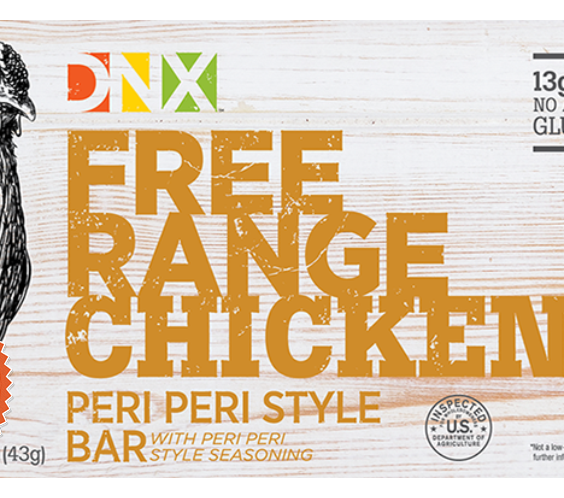 DNX
FREE
RANGE
CHICKEN
PERI PERI STYLE
BAR WITH PERI PERI
STYLE SEASONING
(43g)
13g
NO
GLU
INSPECTED
U.S.
DEPARTMENT OF
AGRICULTURE
*Not a low
further in